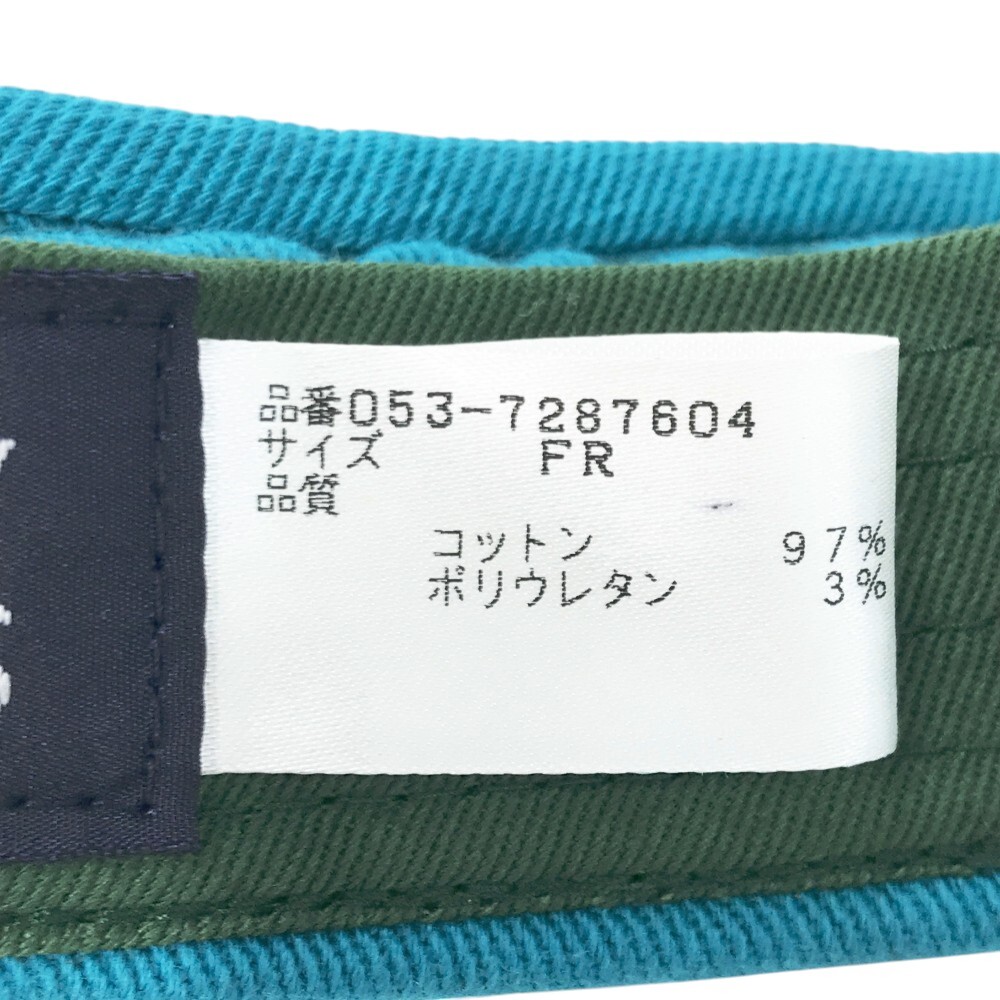 品番053-7287604
サイズ FR
品質
コットン 97%
ポリウレタン 3%